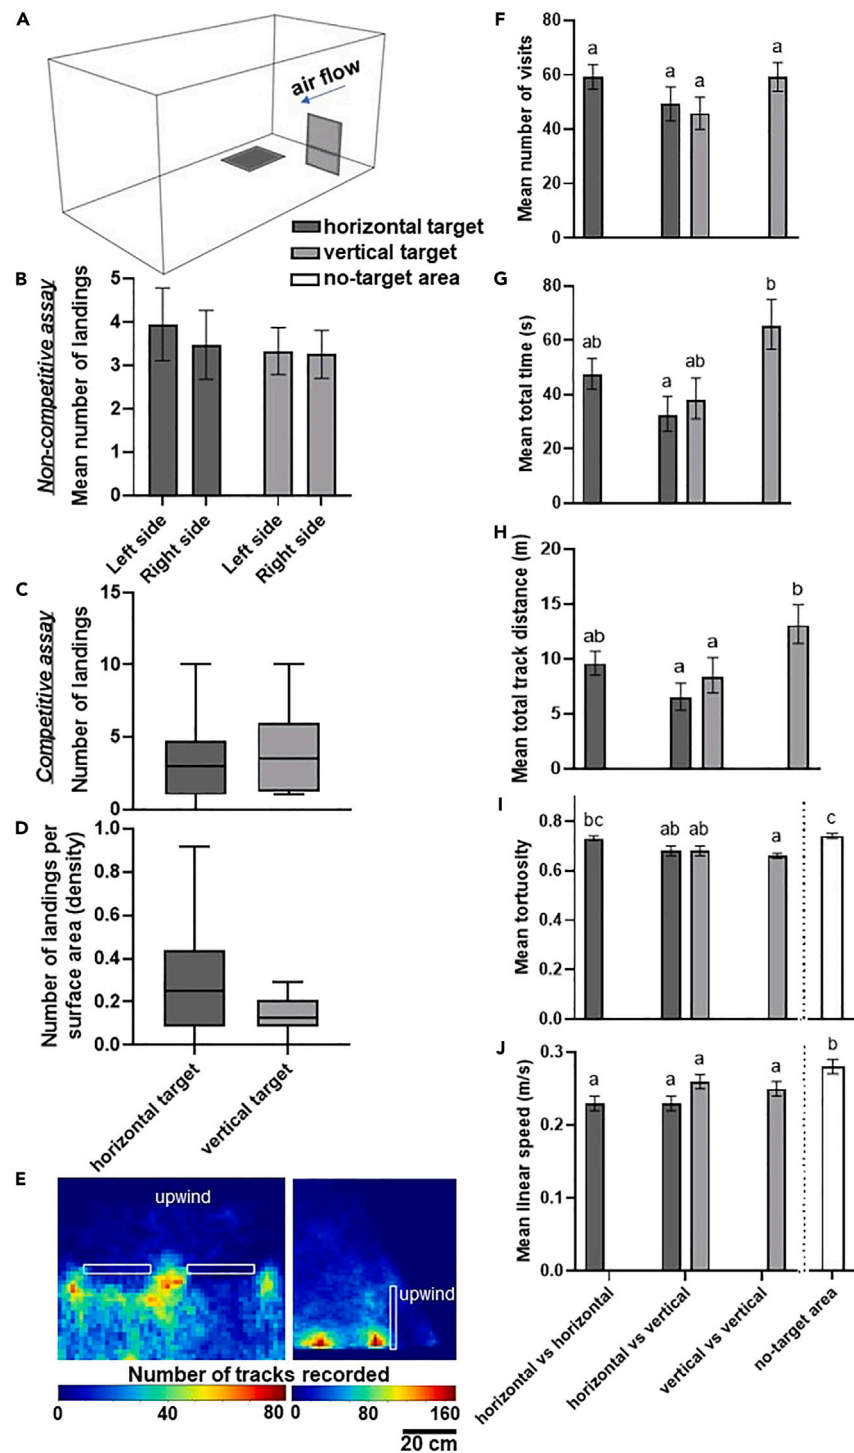 A
air flow
horizontal target
vertical target
no-target area
B
Non-competitive assay
Mean number of landings
5
4
3
2
1
0
Left side
Right side
Left side
Right side
C
Competitive assay
Number of landings
15
10
5
0
D
Number of landings per
surface area (density)
1.0
0.8
0.6
0.4
0.2
0.0
horizontal target
vertical target
E
upwind
upwind
Number of tracks recorded
0 40 80
0 80 160
20 cm
F
Mean number of visits
80
60
40
20
0
a a a a
G
Mean total time (s)
80
60
40
20
0
ab a ab b
H
Mean total track distance (m)
20
15
10
5
0
ab a a b
I
Mean tortuosity
0.8
0.6
0.4
0.2
0.0
bc ab ab a c
J
Mean linear speed (m/s)
0.3
0.2
0.1
0.0
a a a a b
horizontal vs horizontal
horizontal vs vertical
vertical vs vertical
no-target area